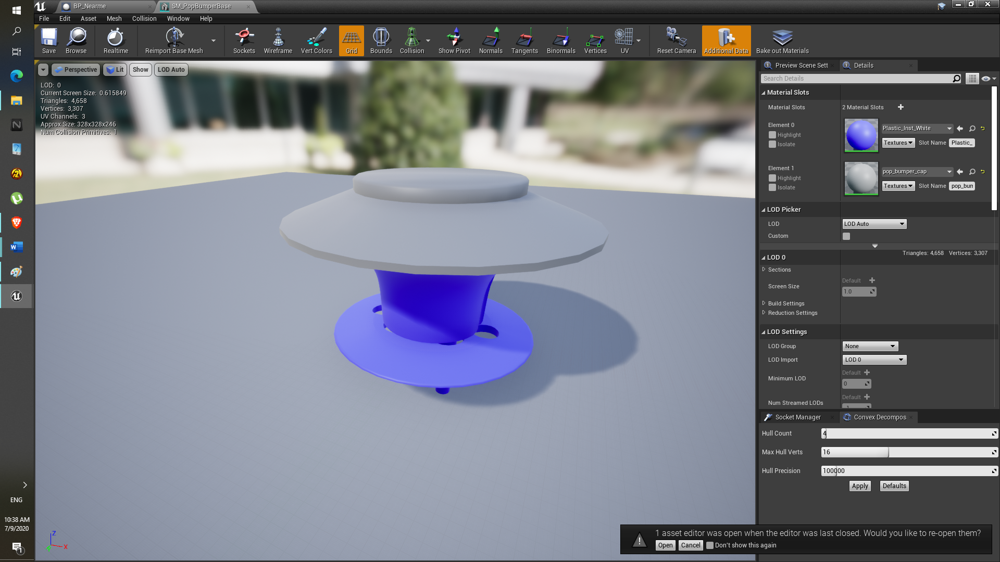 BP_Nearme
SM_PopBumperBase
File Edit Asset Mesh Collision Window Help
Save Browse Realtime Reimport Base Mesh Sockets Wireframe Vert Colors Grid Bounds Collision Show Pivot Normals Tangents Binormals Vertices UV Reset Camera Additional Data Bake out Materials
Perspective Lit Show LOD Auto
LOD: 0
Current Screen Size: 0.615849
Triangles: 4,658
Vertices: 3,307
UV Channels: 3
Approx Size: 328x328x246
Num Collision Primitives: 1
Z
X
Preview Scene Sett
Details
Search Details
Material Slots
Material Slots 2 Material Slots
Element 0
Highlight
Isolate
Plastic_Inst_White
Textures Slot Name Plastic_
Element 1
Highlight
Isolate
pop_bumper_cap
Textures Slot Name pop_bun
LOD Picker
LOD LOD Auto
Custom
LOD 0
Triangles: 4,658 Vertices: 3,307
Sections
Screen Size
Default
1.0
Build Settings
Reduction Settings
LOD Settings
LOD Group None
LOD Import LOD 0
Minimum LOD
Default
0
Num Streamed LODs
Default
Socket Manager
Convex Decompos
Hull Count 4
Max Hull Verts 16
Hull Precision 100000
Apply Defaults
1 asset editor was open when the editor was last closed. Would you like to re-open them?
Open Cancel Don't show this again
ENG
10:38 AM
7/9/2020
1